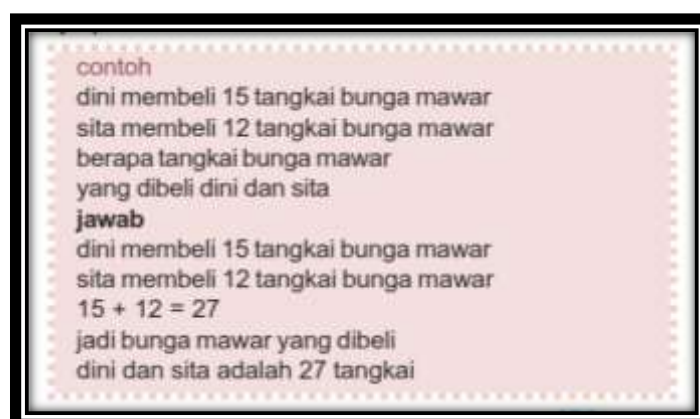 contoh
dini membeli 15 tangkai bunga mawar
sita membeli 12 tangkai bunga mawar
berapa tangkai bunga mawar
yang dibeli dini dan sita
jawab
dini membeli 15 tangkai bunga mawar
sita membeli 12 tangkai bunga mawar
15 + 12 = 27
jadi bunga mawar yang dibeli
dini dan sita adalah 27 tangkai